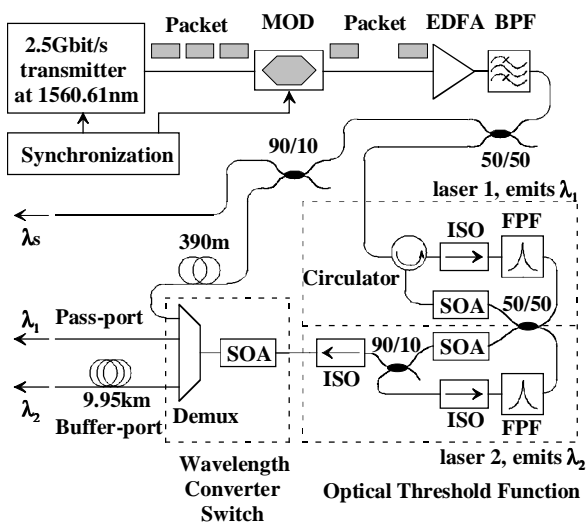 Packet
MOD
Packet
EDFA BPF
2.5Gbit/s
transmitter
at 1560.61nm
Synchronization
90/10
50/50
laser 1, emits λ1
λs
390m
Circulator
ISO
FPF
SOA
50/50
λ1
Pass-port
SOA
90/10
SOA
ISO
9.95km
λ2
Buffer-port
Demux
ISO
FPF
laser 2, emits λ2
Wavelength
Converter
Switch
Optical Threshold Function